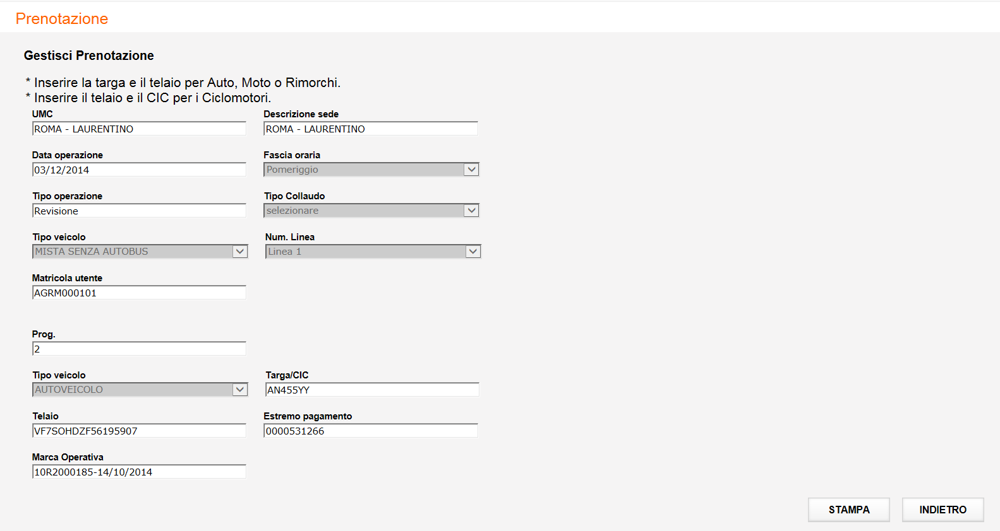 Prenotazione
Gestisci Prenotazione
* Inserire la targa e il telaio per Auto, Moto o Rimorchi.
* Inserire il telaio e il CIC per i Ciclomotori.
UMC Descrizione sede
ROMA - LAURENTINO ROMA - LAURENTINO
Data operazione Fascia oraria
03/12/2014 Pomeriggio
Tipo operazione Tipo Collaudo
Revisione selezionare
Tipo veicolo Num. Linea
MISTA SENZA AUTOBUS Linea 1
Matricola utente
AGRM000101
Prog.
2
Tipo veicolo Targa/CIC
AUTOVEICOLO AN455YY
Telaio Estremo pagamento
VF7SOHDZF56195907 0000531266
Marca Operativa
10R2000185-14/10/2014
STAMPA INDIETRO